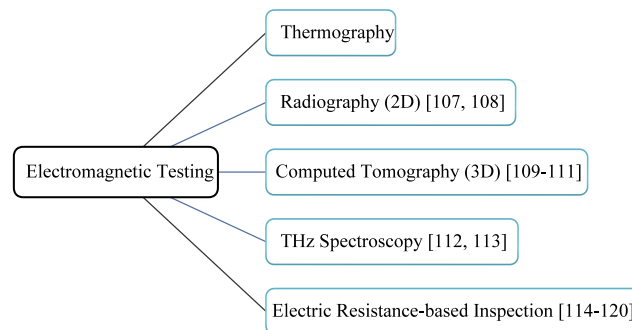 Thermography
Radiography (2D) [107, 108]
Electromagnetic Testing
Computed Tomography (3D) [109-111]
THz Spectroscopy [112, 113]
Electric Resistance-based Inspection [114-120]